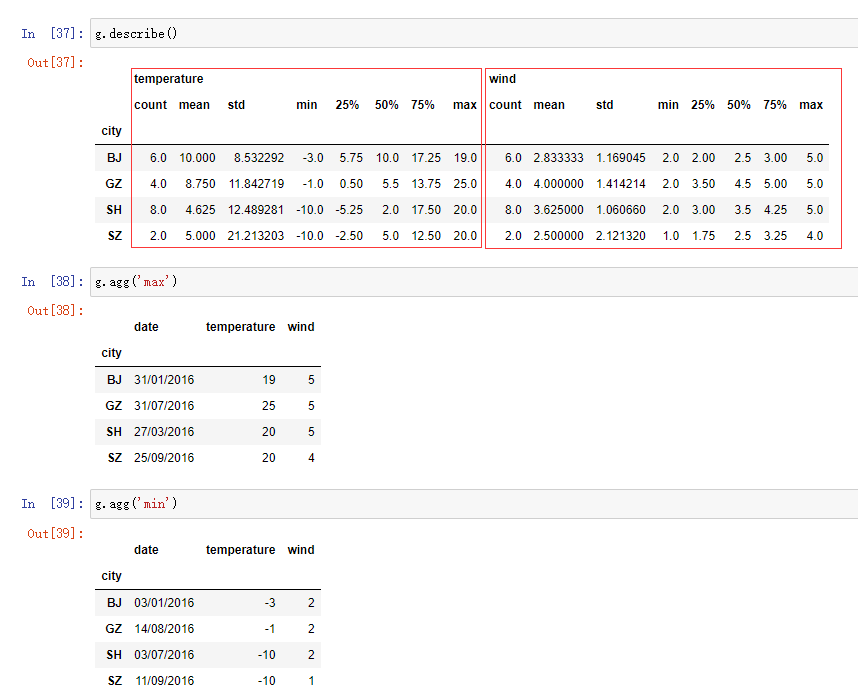 In [37]: g.describe()
Out[37]:
temperature wind
count mean std min 25% 50% 75% max count mean std min 25% 50% 75% max
city
BJ 6.0 10.000 8.532292 -3.0 5.75 10.0 17.25 19.0 6.0 2.833333 1.169045 2.0 2.00 2.5 3.00 5.0
GZ 4.0 8.750 11.842719 -1.0 0.50 5.5 13.75 25.0 4.0 4.000000 1.414214 2.0 3.50 4.5 5.00 5.0
SH 8.0 4.625 12.489281 -10.0 -5.25 2.0 17.50 20.0 8.0 3.625000 1.060660 2.0 3.00 3.5 4.25 5.0
SZ 2.0 5.000 21.213203 -10.0 -2.50 5.0 12.50 20.0 2.0 2.500000 2.121320 1.0 1.75 2.5 3.25 4.0
In [38]: g.agg('max')
Out[38]:
date temperature wind
city
BJ 31/01/2016 19 5
GZ 31/07/2016 25 5
SH 27/03/2016 20 5
SZ 25/09/2016 20 4
In [39]: g.agg('min')
Out[39]:
date temperature wind
city
BJ 03/01/2016 -3 2
GZ 14/08/2016 -1 2
SH 03/07/2016 -10 2
SZ 11/09/2016 -10 1